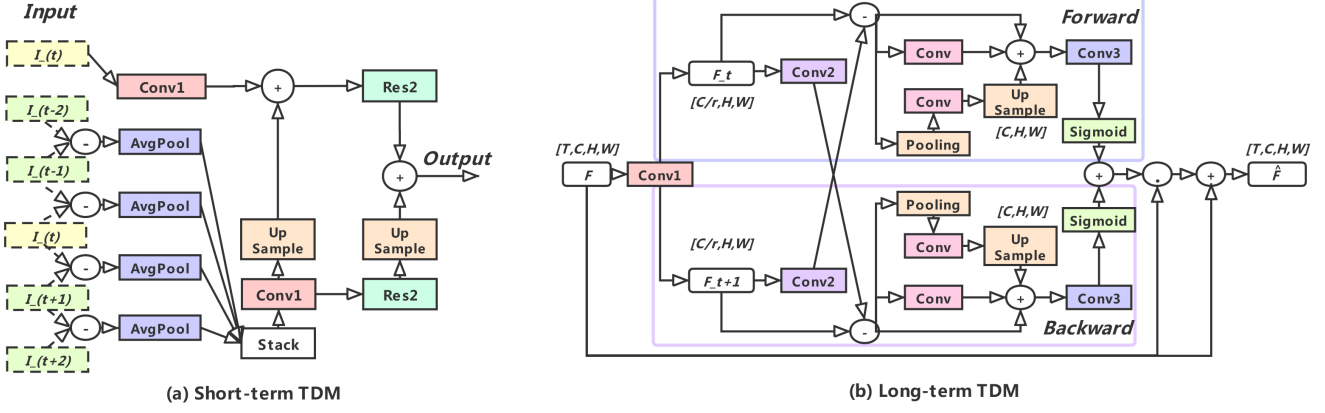 Input
I_(t)
I_(t-2)
I_(t-1)
I_(t)
I_(t+1)
I_(t+2)
-
-
-
-
AvgPool
AvgPool
AvgPool
AvgPool
Conv1
+
Res2
Up
Sample
Up
Sample
Conv1
Res2
Stack
+
Output
(a) Short-term TDM
[T,C,H,W]
F
Conv1
F_t
[C/r,H,W]
Conv2
-
Conv
Conv
Pooling
+
Up
Sample
[C,H,W]
Forward
Conv3
Sigmoid
[C/r,H,W]
F_t+1
Conv2
-
Pooling
Conv
Conv
[C,H,W]
Up
Sample
+
Sigmoid
Conv3
Backward
+
.
+
[T,C,H,W]
F̂
(b) Long-term TDM